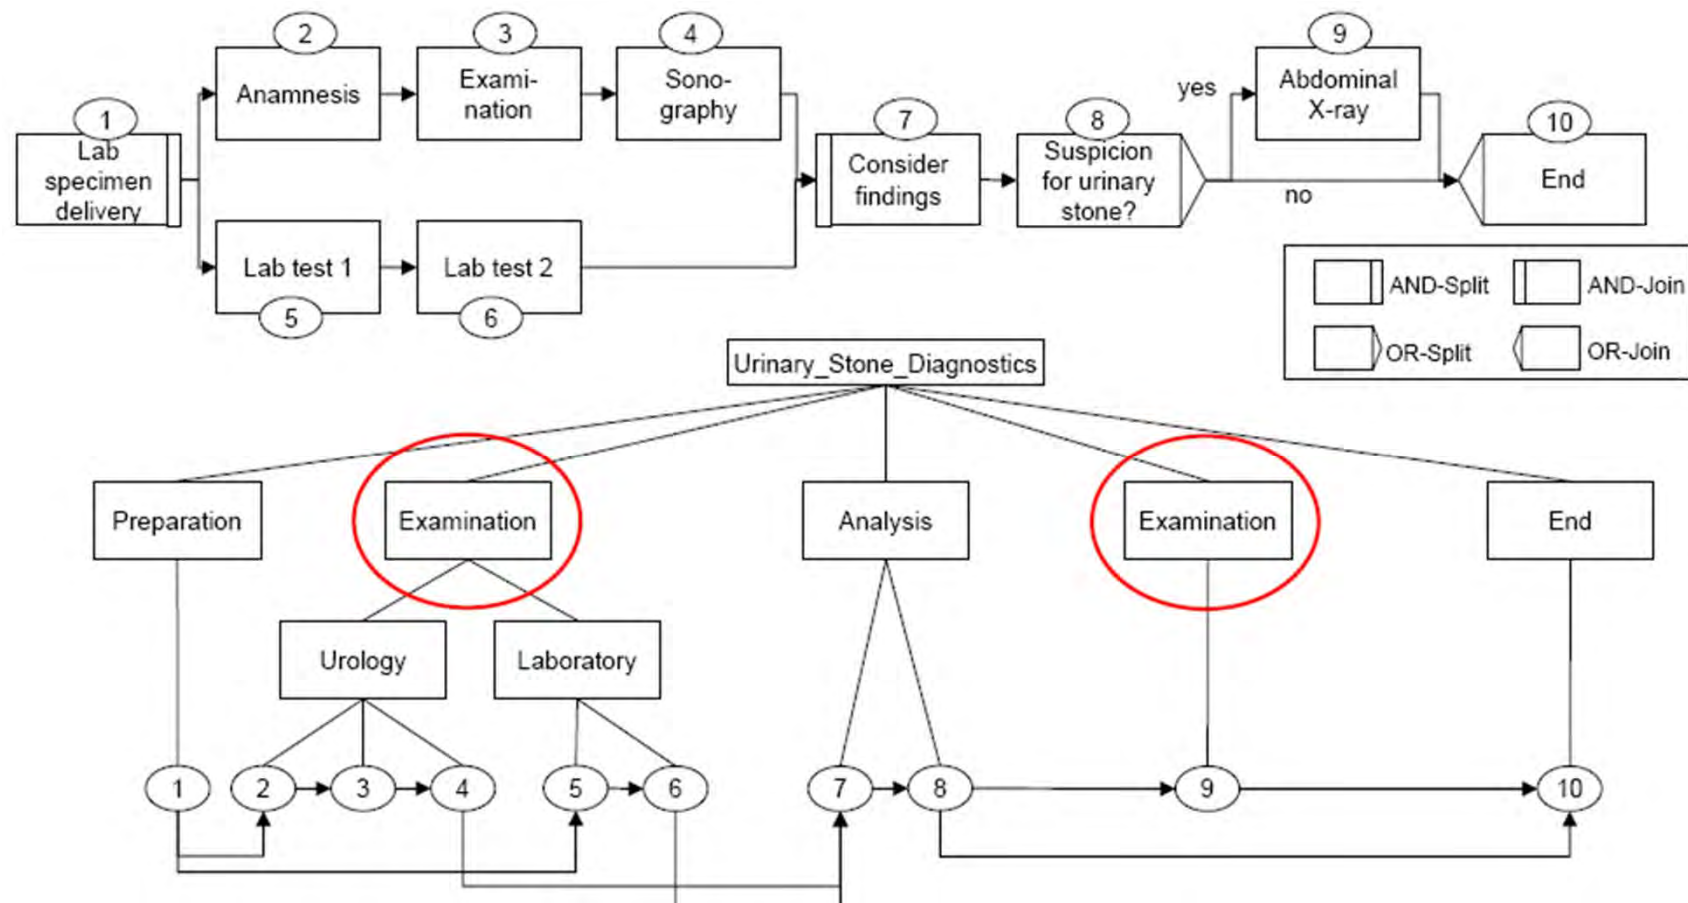 2
3
4
9
Anamnesis
Exami-
nation
Sono-
graphy
yes
Abdominal
X-ray
1
7
8
10
Lab
specimen
delivery
Consider
findings
Suspicion
for urinary
stone?
no
End
Lab test 1
Lab test 2
5
6
AND-Split
AND-Join
OR-Split
OR-Join
Urinary_Stone_Diagnostics
Preparation
Examination
Analysis
Examination
End
Urology
Laboratory
1
2
3
4
5
6
7
8
9
10